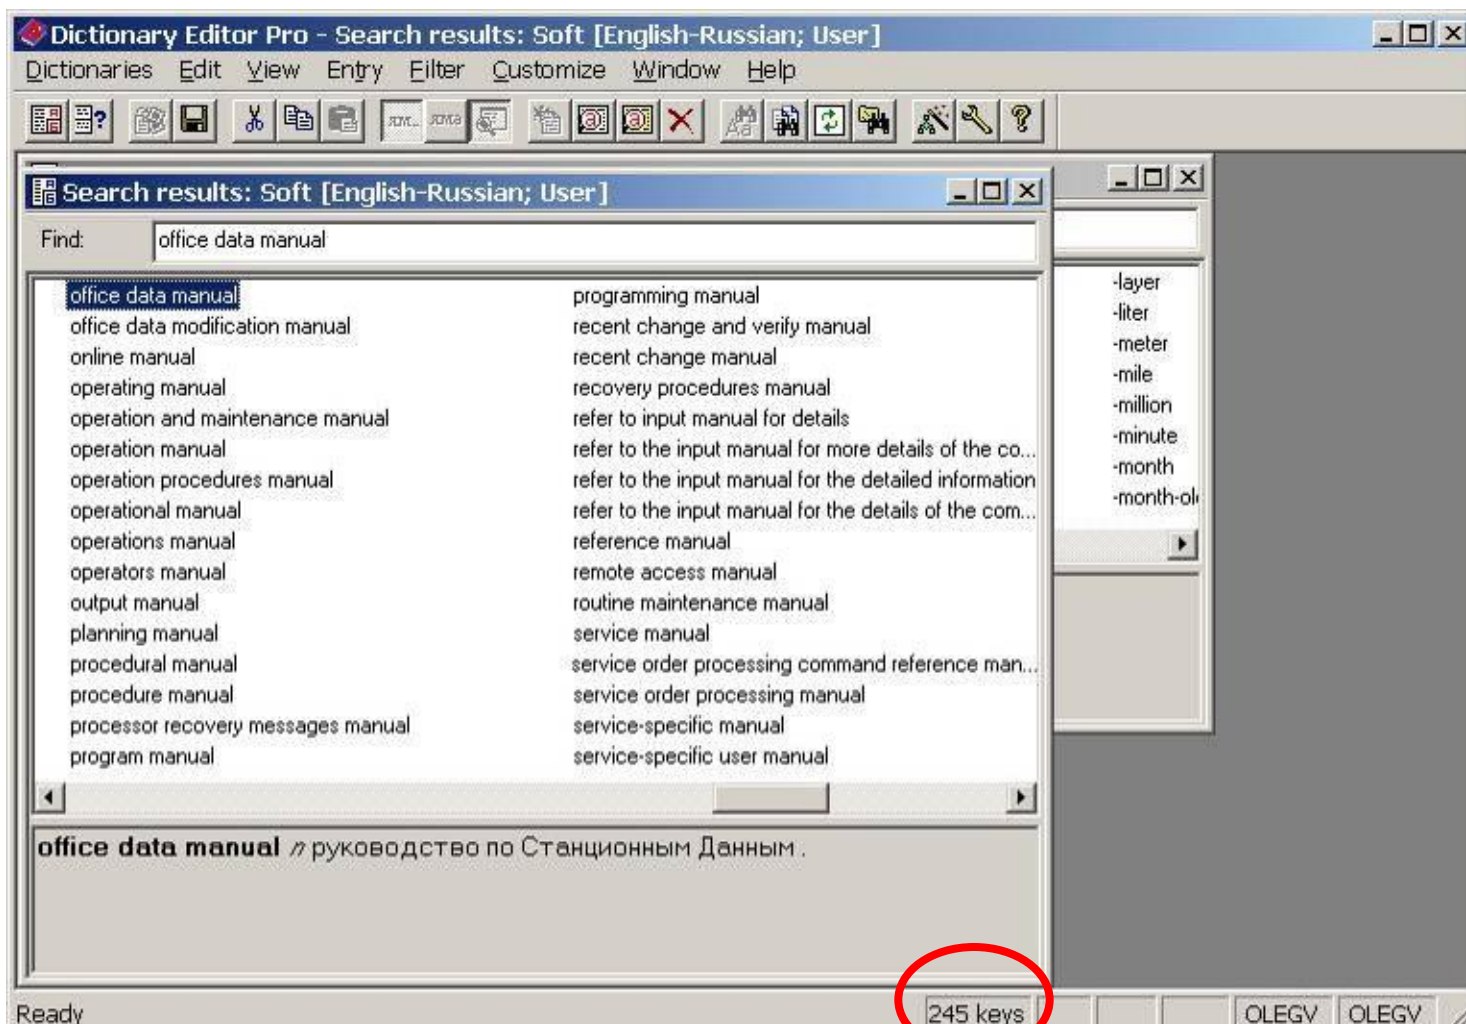 Dictionary Editor Pro - Search results: Soft [English-Russian; User]
Dictionaries Edit View Entry Filter Customize Window Help
Search results: Soft [English-Russian; User]
Find: office data manual
office data manual
office data modification manual
online manual
operating manual
operation and maintenance manual
operation manual
operation procedures manual
operational manual
operations manual
operators manual
output manual
planning manual
procedural manual
procedure manual
processor recovery messages manual
program manual
programming manual
recent change and verify manual
recent change manual
recovery procedures manual
refer to input manual for details
refer to the input manual for more details of the co...
refer to the input manual for the detailed information
refer to the input manual for the details of the com...
reference manual
remote access manual
routine maintenance manual
service manual
service order processing command reference man...
service order processing manual
service-specific manual
service-specific user manual
-layer
-liter
-meter
-mile
-million
-minute
-month
-month-ol
office data manual n руководство по Станционным Данным .
Ready 245 keys OLEGV OLEGV